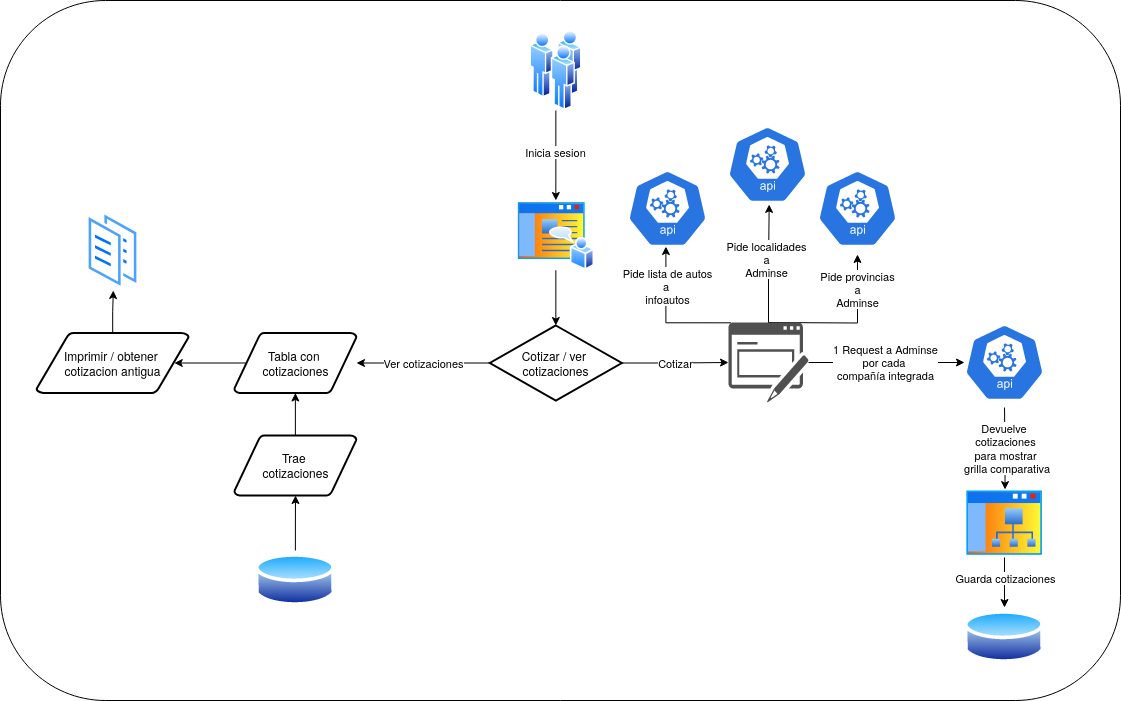 Inicia sesion
api
api
api
Pide localidades
a
Adminse
Pide lista de autos
a
infoautos
Pide provincias
a
Adminse
Imprimir / obtener
cotizacion antigua
Tabla con
cotizaciones
Ver cotizaciones
Cotizar / ver
cotizaciones
Cotizar
1 Request a Adminse
por cada
compañía integrada
api
Devuelve
cotizaciones
para mostrar
grilla comparativa
Trae
cotizaciones
Guarda cotizaciones